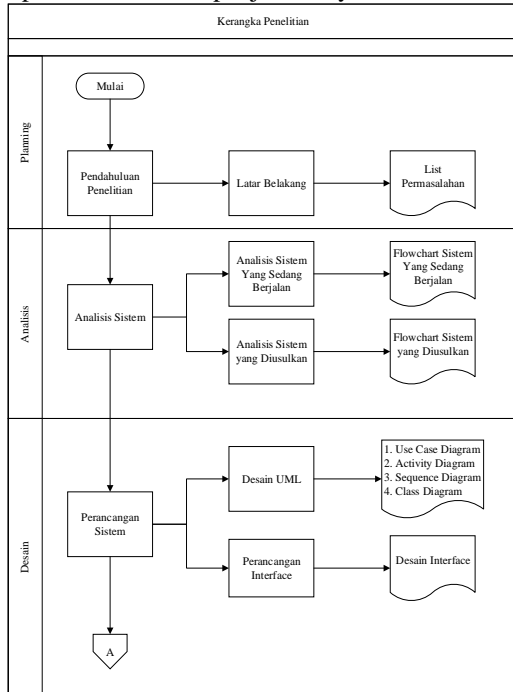 Kerangka Penelitian
Planning
Mulai
Pendahuluan
Penelitian
Latar Belakang
List
Permasalahan
Analisis
Analisis Sistem
Analisis Sistem
Yang Sedang
Berjalan
Flowchart Sistem
Yang Sedang
Berjalan
Analisis Sistem
yang Diusulkan
Flowchart Sistem
yang Diusulkan
Desain
Perancangan
Sistem
Desain UML
1. Use Case Diagram
2. Activity Diagram
3. Sequence Diagram
4. Class Diagram
Perancangan
Interface
Desain Interface
A